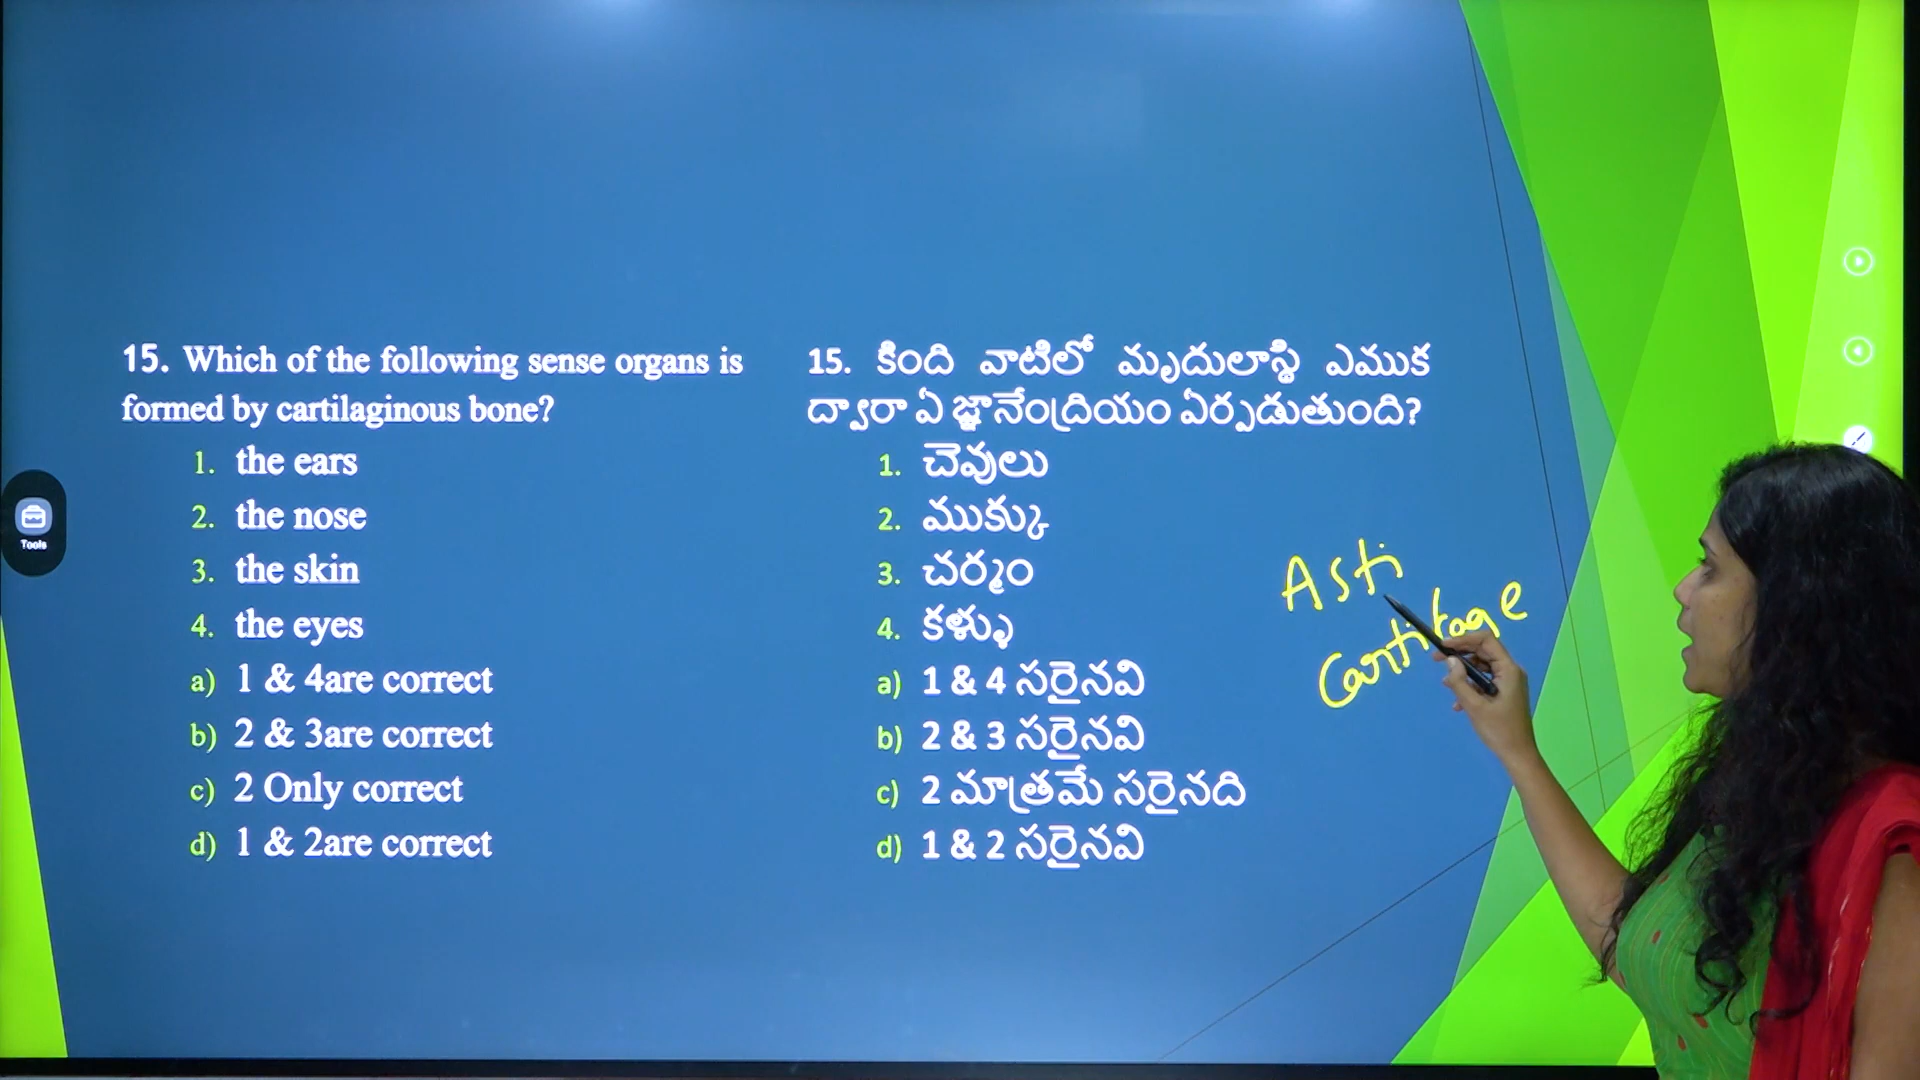 15. Which of the following sense organs is
formed by cartilaginous bone?
1. the ears
2. the nose
3. the skin
4. the eyes
a) 1 & 4are correct
b) 2 & 3are correct
c) 2 Only correct
d) 1 & 2are correct
15. కింది వాటిలో మృదులాస్థి ఎముక
ద్వారా ఏ జ్ఞానేంద్రియం ఏర్పడుతుంది?
1. చెవులు
2. ముక్కు
3. చర్మం
4. కళ్ళు
a) 1 & 4 సరైనవి
b) 2 & 3 సరైనవి
c) 2 మాత్రమే సరైనది
d) 1 & 2 సరైనవి
Asti
Cartilage
Tools